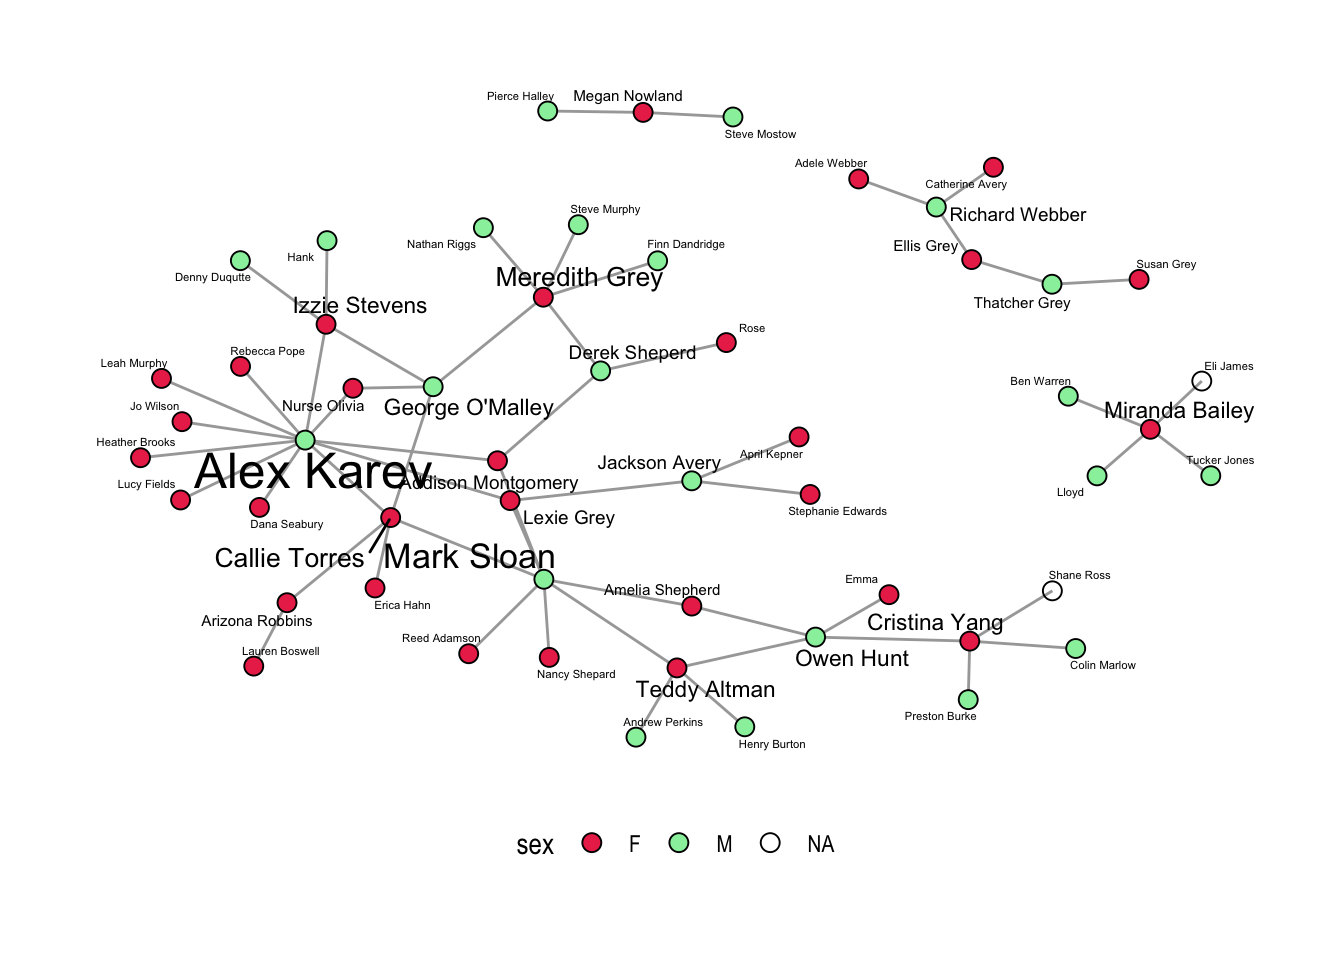 Pierce Halley
Megan Nowland
Steve Mostow
Adele Webber
Catherine Avery
Richard Webber
Ellis Grey
Susan Grey
Thatcher Grey
Steve Murphy
Nathan Riggs
Finn Dandridge
Hank
Denny Duqutte
Meredith Grey
Izzie Stevens
Rose
Derek Sheperd
Rebecca Pope
Leah Murphy
Eli James
Ben Warren
Miranda Bailey
Jo Wilson
Nurse Olivia
George O'Malley
Heather Brooks
Alex Karev
Jackson Avery
April Kepner
Tucker Jones
Lloyd
Lucy Fields
Addison Montgomery
Stephanie Edwards
Dana Seabury
Lexie Grey
Callie Torres
Mark Sloan
Shane Ross
Emma
Amelia Shepherd
Erica Hahn
Arizona Robbins
Cristina Yang
Reed Adamson
Lauren Boswell
Owen Hunt
Colin Marlow
Nancy Shepard
Teddy Altman
Preston Burke
Andrew Perkins
Henry Burton
sex F M NA